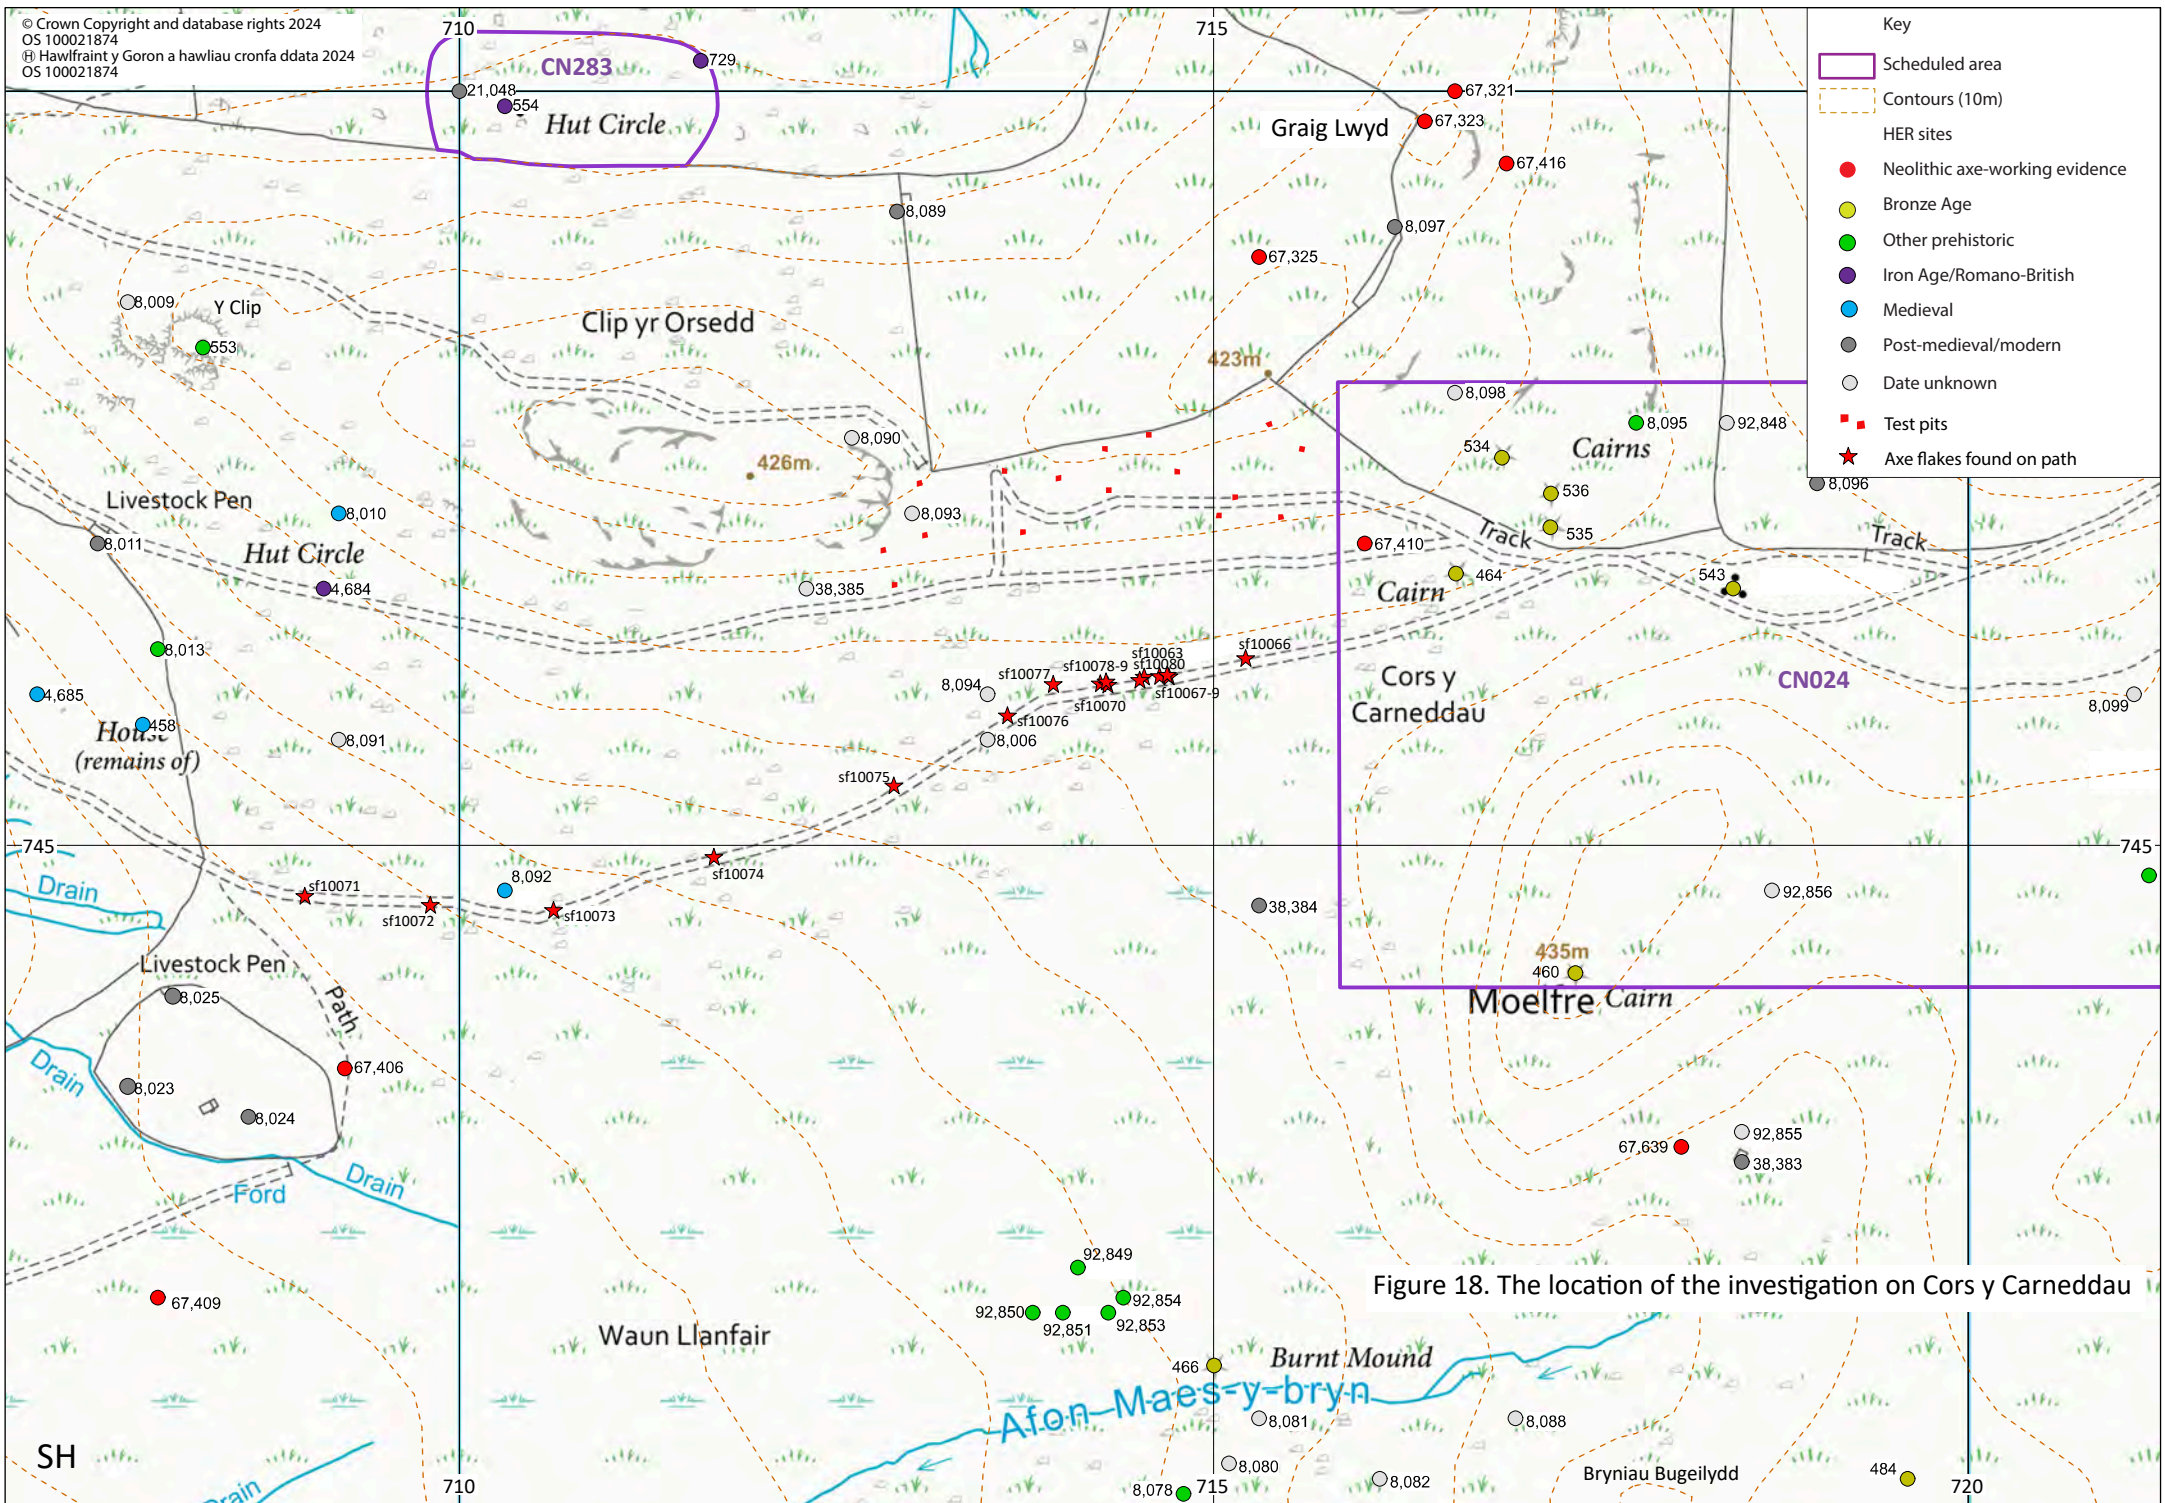 © Crown Copyright and database rights 2024
OS 100021874
Ⓗ Hawlfraint y Goron a hawliau cronfa ddata 2024
OS 100021874
710
715
Key
Scheduled area
Contours (10m)
HER sites
Neolithic axe-working evidence
Bronze Age
Other prehistoric
Iron Age/Romano-British
Medieval
Post-medieval/modern
Date unknown
Test pits
Axe flakes found on path
CN283
729
21,048
554
Hut Circle
67,321
67,323
Graig Lwyd
67,416
8,089
8,097
67,325
8,009
Y Clip
553
Clip yr Orsedd
423m
8,098
8,095
92,848
534
Cairns
8,090
426m
536
8,096
Livestock Pen
8,010
8,093
535
Track
Track
8,011
Hut Circle
67,410
4,684
38,385
464
Cairn
543
8,013
sf10063
sf10066
sf10078-9
sf10080
sf10077
8,094
sf10067-9
sf10070
Cors y
Carneddau
CN024
4,685
458
House
(remains of)
8,091
sf10076
8,006
8,099
sf10075
745
745
sf10074
Drain
sf10071
8,092
sf10072
sf10073
38,384
92,856
435m
460
Moelfre
Cairn
Livestock Pen
8,025
Path
67,406
Drain
8,023
8,024
92,855
67,639
38,383
Drain
Ford
92,849
Figure 18. The location of the investigation on Cors y Carneddau
67,409
92,854
92,850
92,851
92,853
Waun Llanfair
466
Burnt Mound
Afon Maes-y-bryn
8,081
8,088
SH
8,080
8,082
Bryniau Bugeilydd
484
Drain
8,078
710
715
720